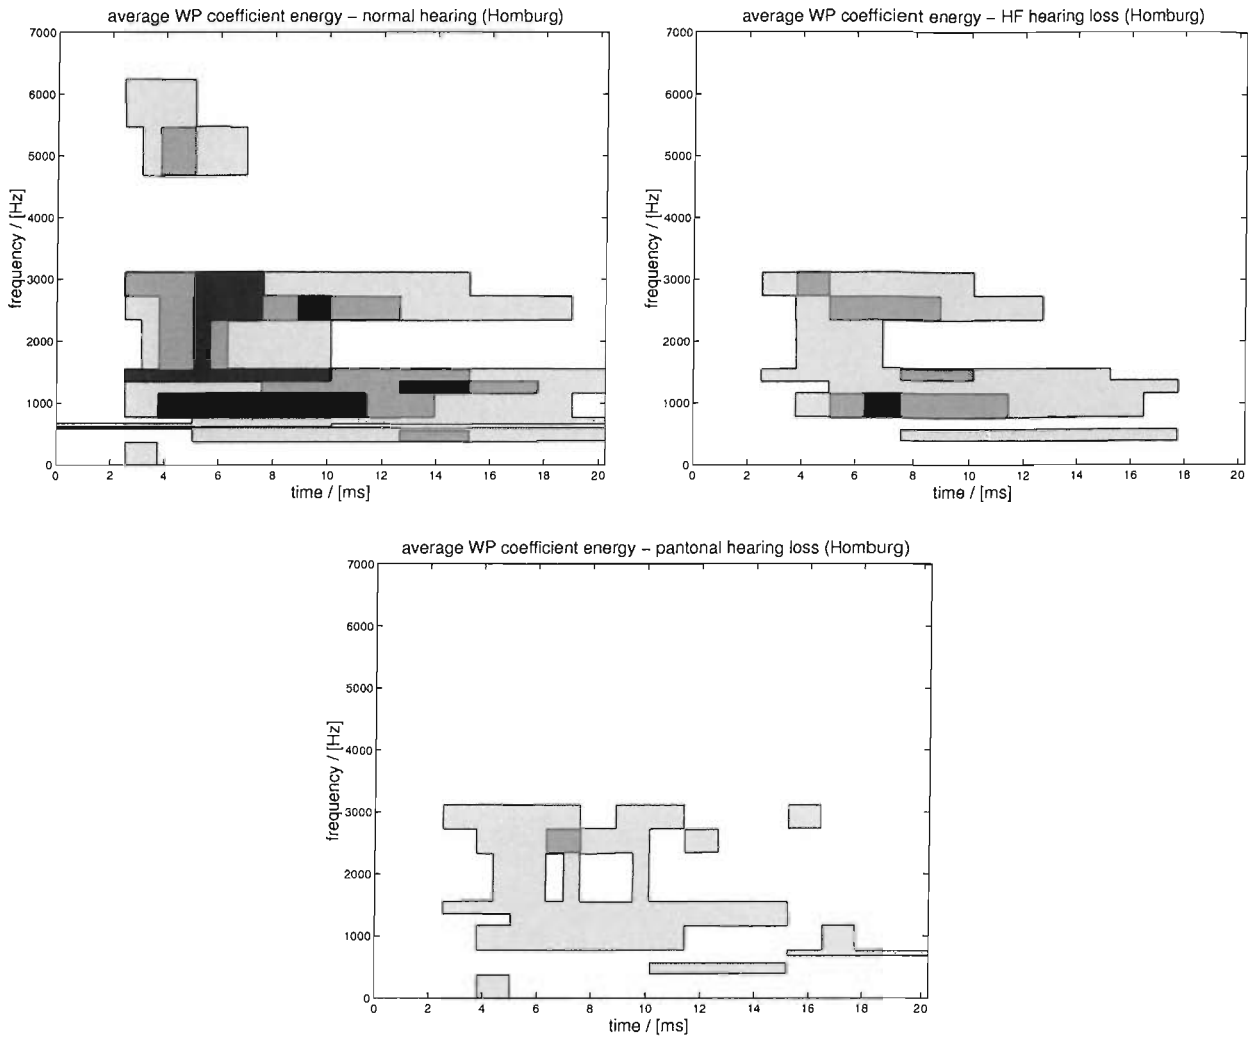 average WP coefficient energy – normal hearing (Homburg)
7000
6000
5000
4000
3000
2000
1000
0
frequency / [Hz]
0 2 4 6 8 10 12 14 16 18 20
time / [ms]
average WP coefficient energy – HF hearing loss (Homburg)
7000
6000
5000
4000
3000
2000
1000
0
frequency / [Hz]
0 2 4 6 8 10 12 14 16 18 20
time / [ms]
average WP coefficient energy – pantonal hearing loss (Homburg)
7000
6000
5000
4000
3000
2000
1000
0
frequency / [Hz]
0 2 4 6 8 10 12 14 16 18 20
time / [ms]